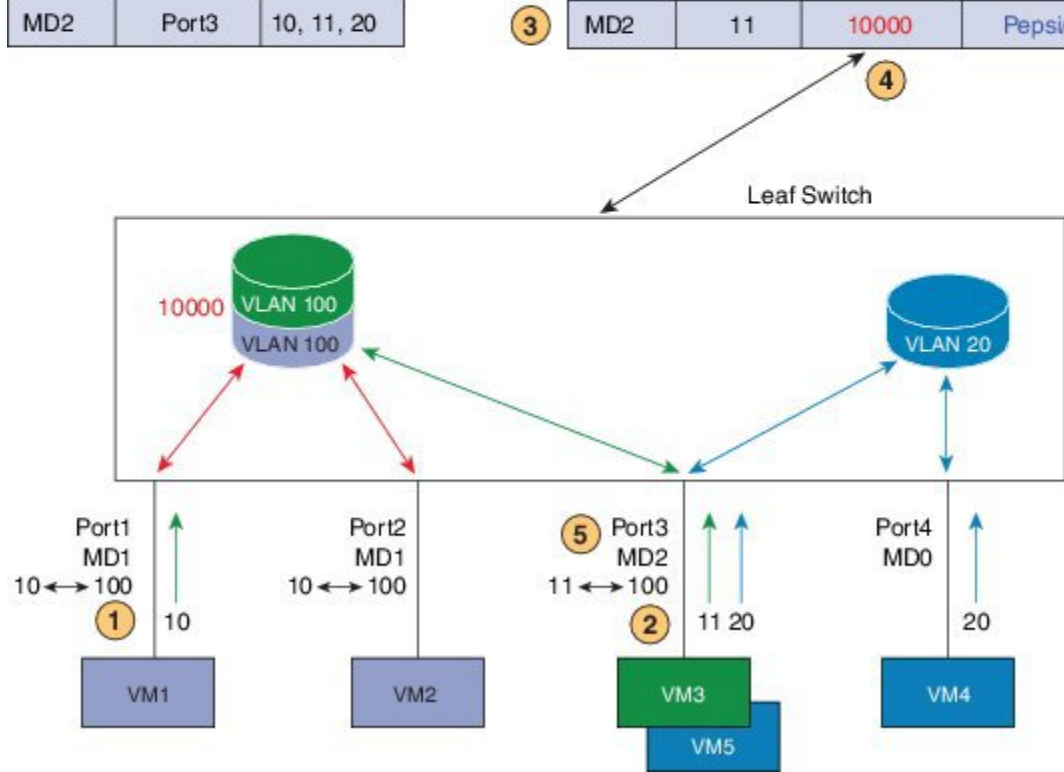 MD2 Port3 10, 11, 20
3 MD2 11 10000
4
Leaf Switch
VLAN 100
10000
VLAN 100
VLAN 20
Port1
MD1
10 ↔ 100
1
10
Port2
MD1
10 ↔ 100
5
Port3
MD2
11 ↔ 100
2
11 20
Port4
MD0
20
VM1
VM2
VM3
VM4
VM5